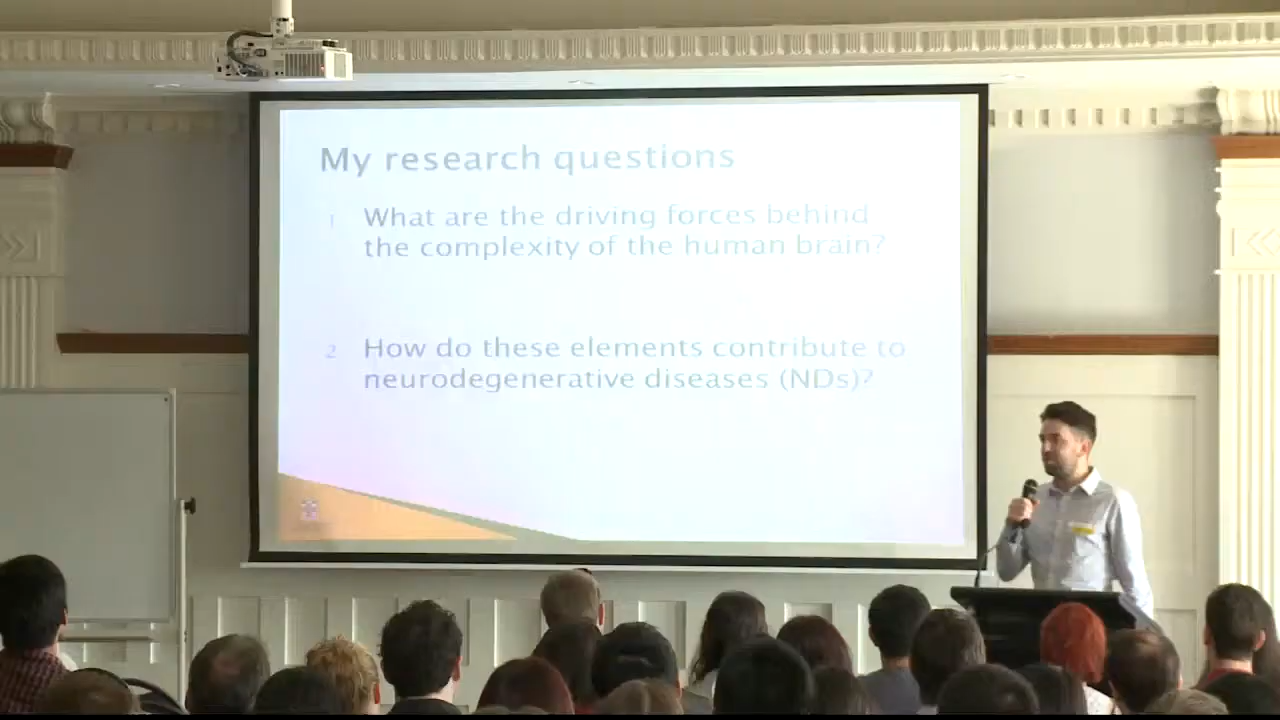 My research questions
1 What are the driving forces behind
the complexity of the human brain?
2 How do these elements contribute to
neurodegenerative diseases (NDs)?